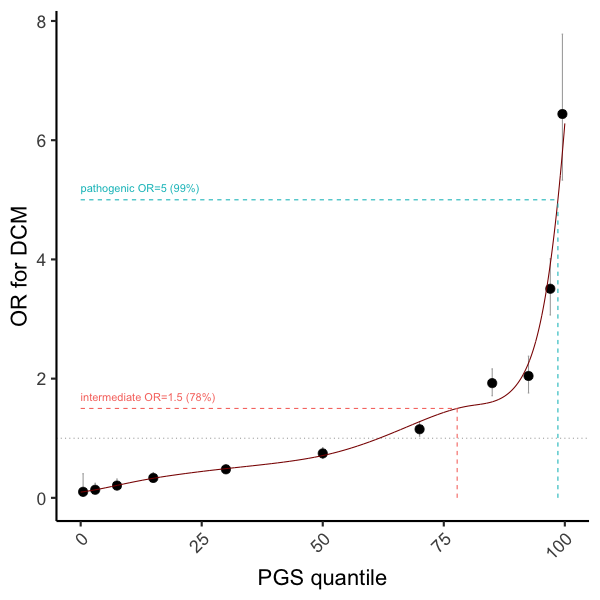 8
6
4
2
0
OR for DCM
pathogenic OR=5 (99%)
intermediate OR=1.5 (78%)
0
25
50
75
100
PGS quantile